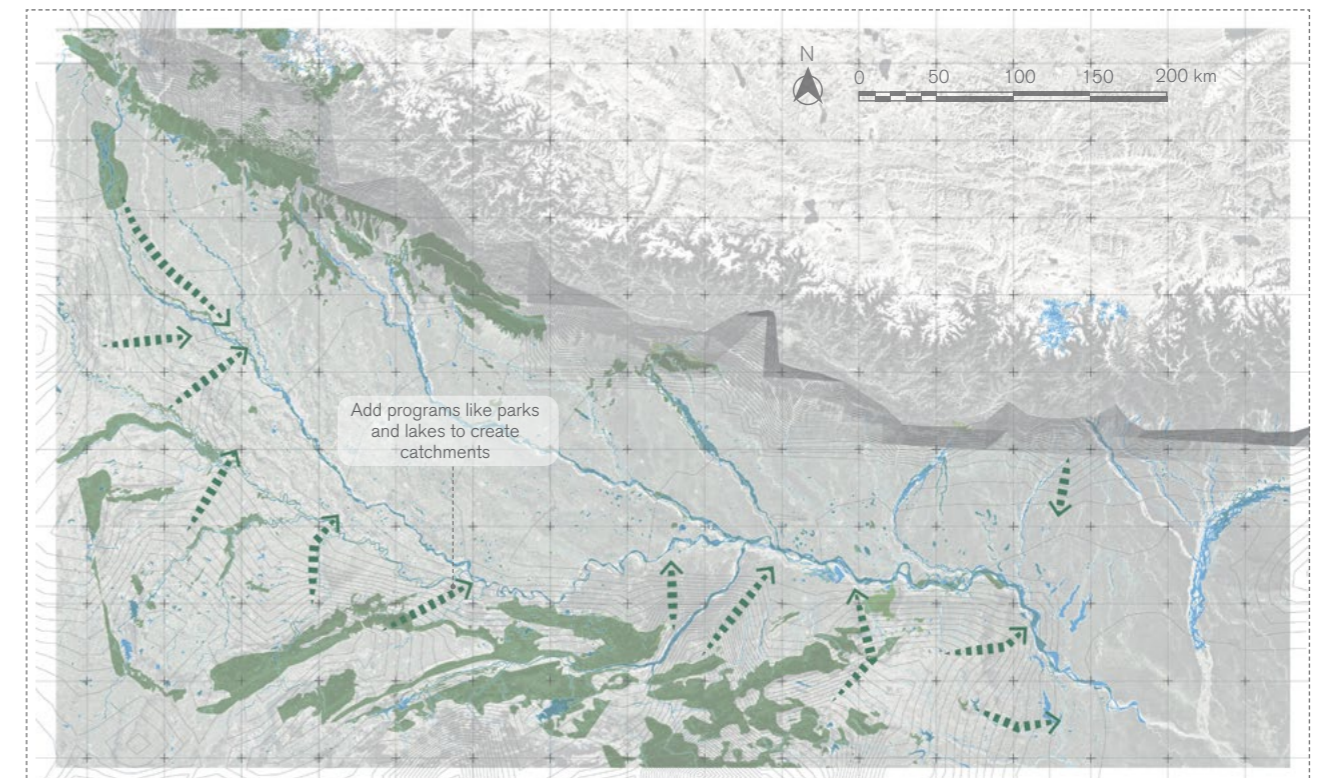 N
0 50 100 150 200 km
Add programs like parks
and lakes to create
catchments